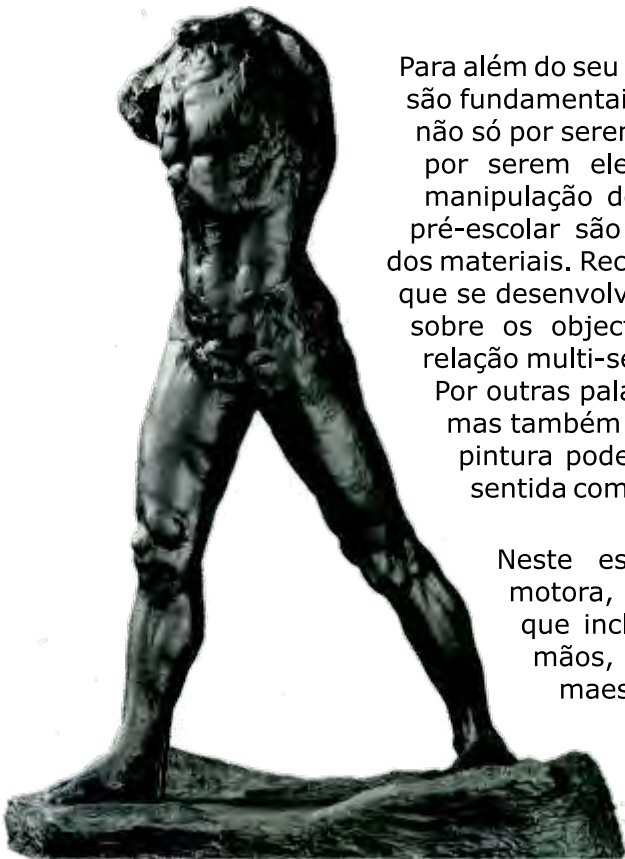 Para além do seu
são fundamentai
não só por serem
por serem ele
manipulação d
pré-escolar são
dos materiais. Rec
que se desenvolv
sobre os object
relação multi-se
Por outras pala
mas também
pintura pode
sentida com
Neste es
motora,
que incl
mãos,
maes